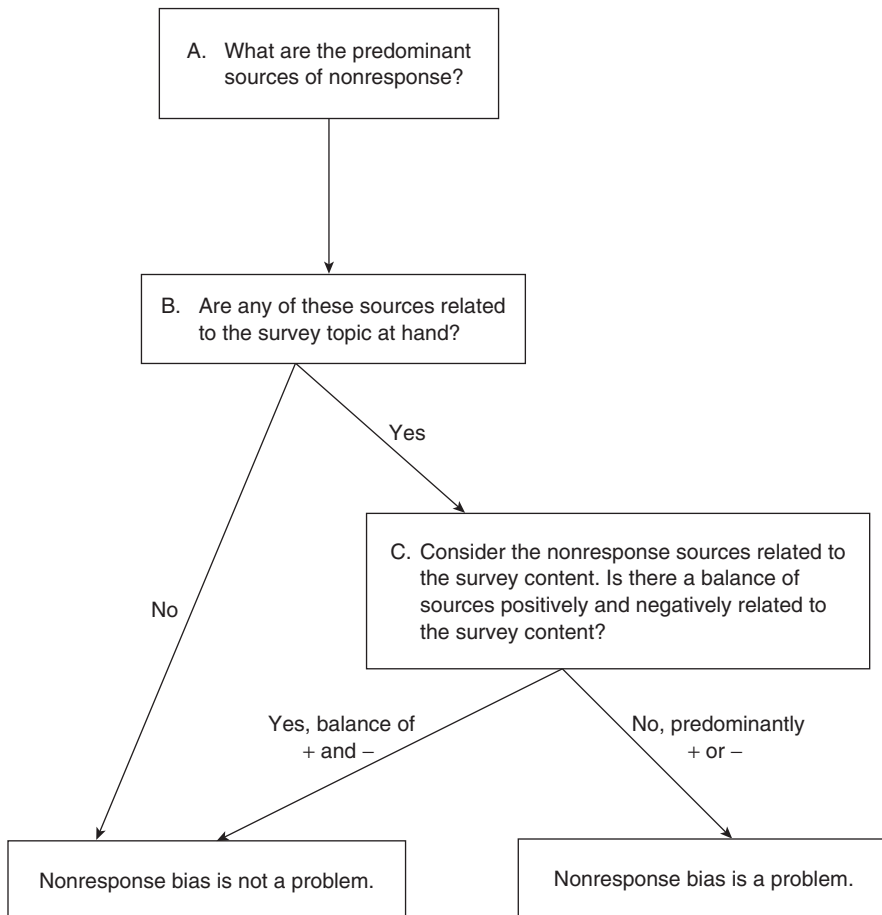 A. What are the predominant
sources of nonresponse?
B. Are any of these sources related
to the survey topic at hand?
Yes
C. Consider the nonresponse sources related to
the survey content. Is there a balance of
sources positively and negatively related to
the survey content?
No
Yes, balance of
+ and –
No, predominantly
+ or –
Nonresponse bias is not a problem.
Nonresponse bias is a problem.